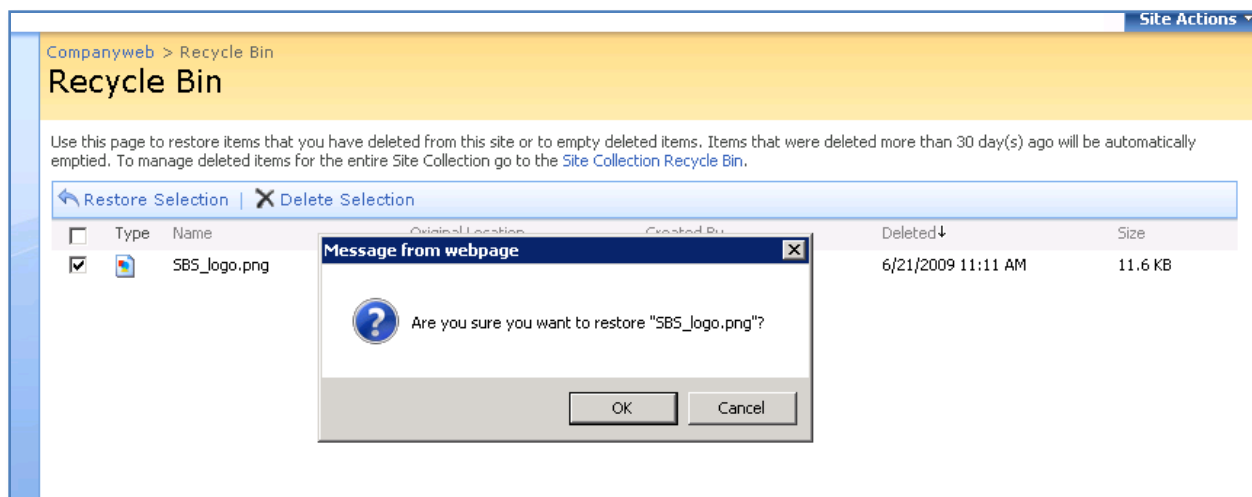 Site Actions
Companyweb > Recycle Bin
Recycle Bin
Use this page to restore items that you have deleted from this site or to empty deleted items. Items that were deleted more than 30 day(s) ago will be automatically
emptied. To manage deleted items for the entire Site Collection go to the Site Collection Recycle Bin.
Restore Selection | Delete Selection
Type Name Original Location Created By Deleted↓ Size
SBS_logo.png 6/21/2009 11:11 AM 11.6 KB
Message from webpage
Are you sure you want to restore "SBS_logo.png"?
OK Cancel